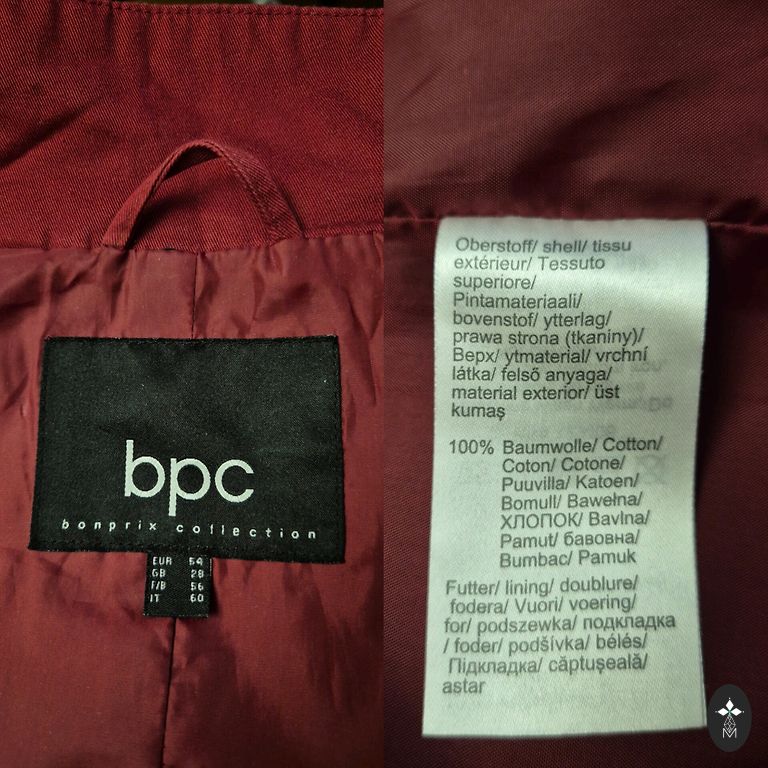 bpc
bonprix collection
EUR 54
GB 28
F/B 56
IT 60
Oberstoff/ shell/ tissu
extérieur/ Tessuto
superiore/
Pintamateriaali/
bovenstof/ ytterlag/
prawa strona (tkaniny)/
Верх/ ytmaterial/ vrchní
látka/ felső anyaga/
material exterior/ üst
kumaş
100% Baumwolle/ Cotton/
Coton/ Cotone/
Puuvilla/ Katoen/
Bomull/ Bawełna/
ХЛОПОК/ Bavlna/
Pamut/ бавовна/
Bumbac/ Pamuk
Futter/ lining/ doublure/
fodera/ Vuori/ voering/
for/ podszewka/ подкладка
/ foder/ podšívka/ bélés/
Підкладка/ căptuşeală/
astar
M